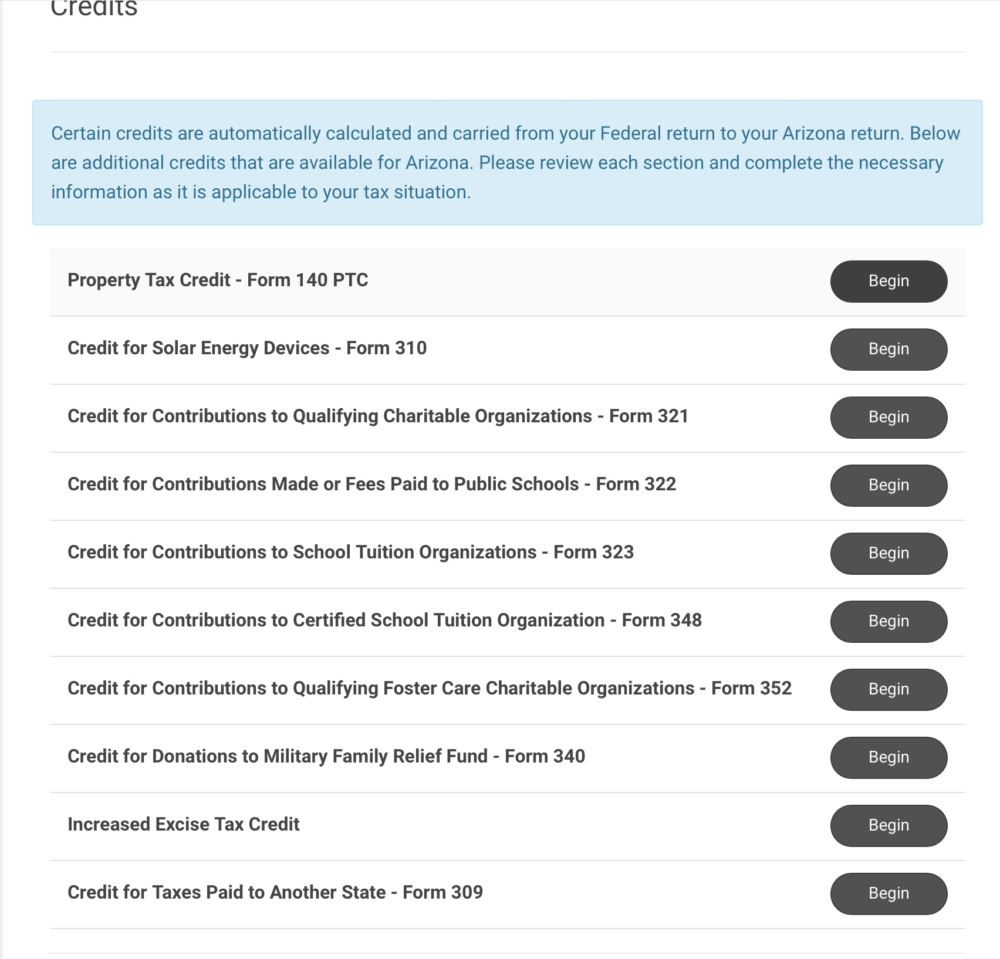 Credits
Certain credits are automatically calculated and carried from your Federal return to your Arizona return. Below
are additional credits that are available for Arizona. Please review each section and complete the necessary
information as it is applicable to your tax situation.
Property Tax Credit - Form 140 PTC
Begin
Credit for Solar Energy Devices - Form 310
Begin
Credit for Contributions to Qualifying Charitable Organizations - Form 321
Begin
Credit for Contributions Made or Fees Paid to Public Schools - Form 322
Begin
Credit for Contributions to School Tuition Organizations - Form 323
Begin
Credit for Contributions to Certified School Tuition Organization - Form 348
Begin
Credit for Contributions to Qualifying Foster Care Charitable Organizations - Form 352
Begin
Credit for Donations to Military Family Relief Fund - Form 340
Begin
Increased Excise Tax Credit
Begin
Credit for Taxes Paid to Another State - Form 309
Begin